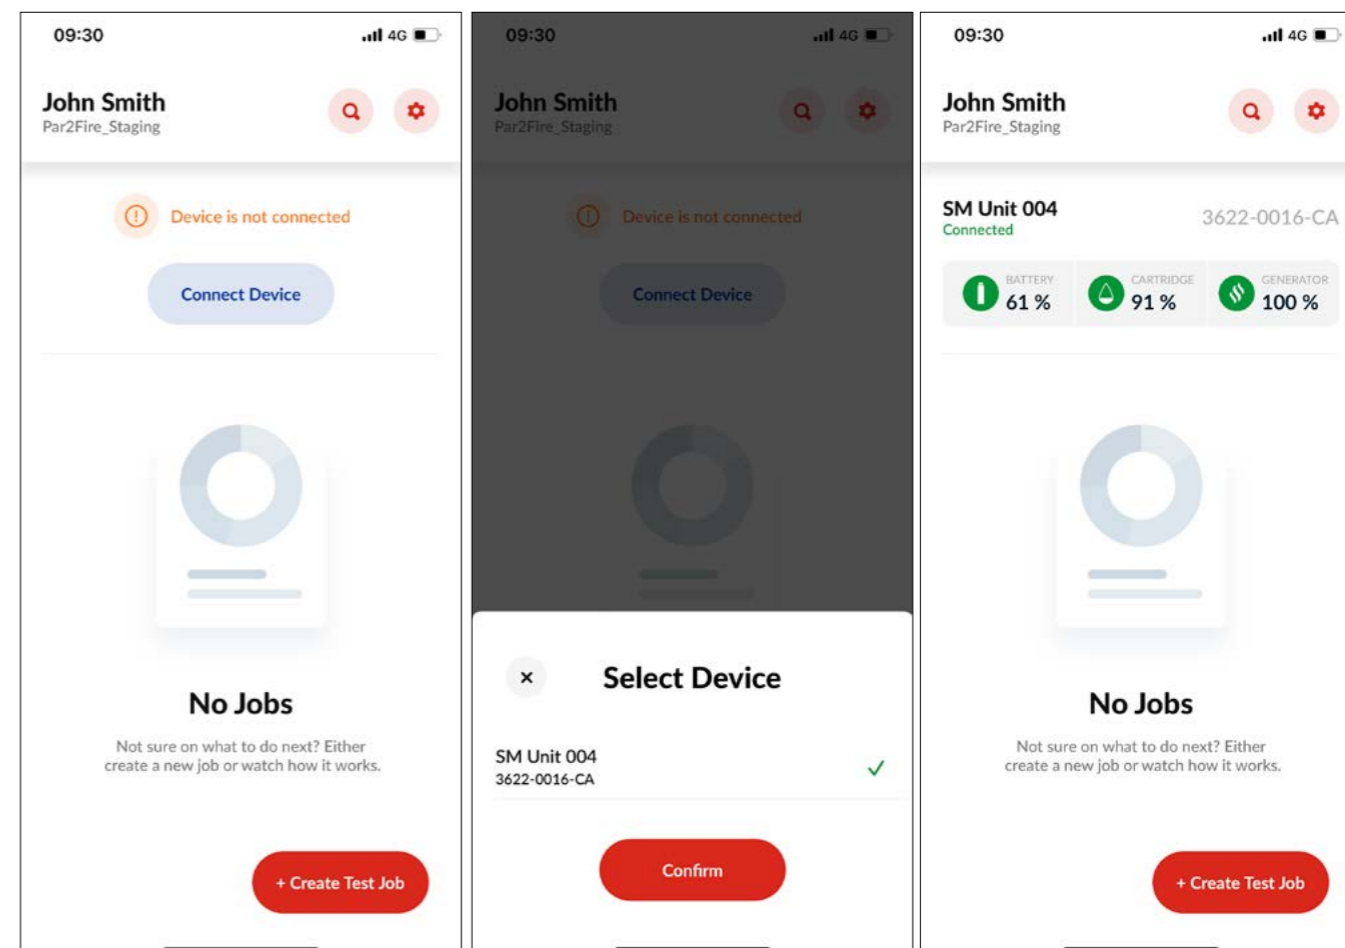 09:30
4G
John Smith
Par2Fire_Staging
Device is not connected
Connect Device
No Jobs
Not sure on what to do next? Either
create a new job or watch how it works.
+ Create Test Job
09:30
4G
John Smith
Par2Fire_Staging
Device is not connected
Connect Device
Select Device
SM Unit 004
3622-0016-CA
Confirm
09:30
4G
John Smith
Par2Fire_Staging
SM Unit 004
Connected
3622-0016-CA
BATTERY
61 %
CARTRIDGE
91 %
GENERATOR
100 %
No Jobs
Not sure on what to do next? Either
create a new job or watch how it works.
+ Create Test Job